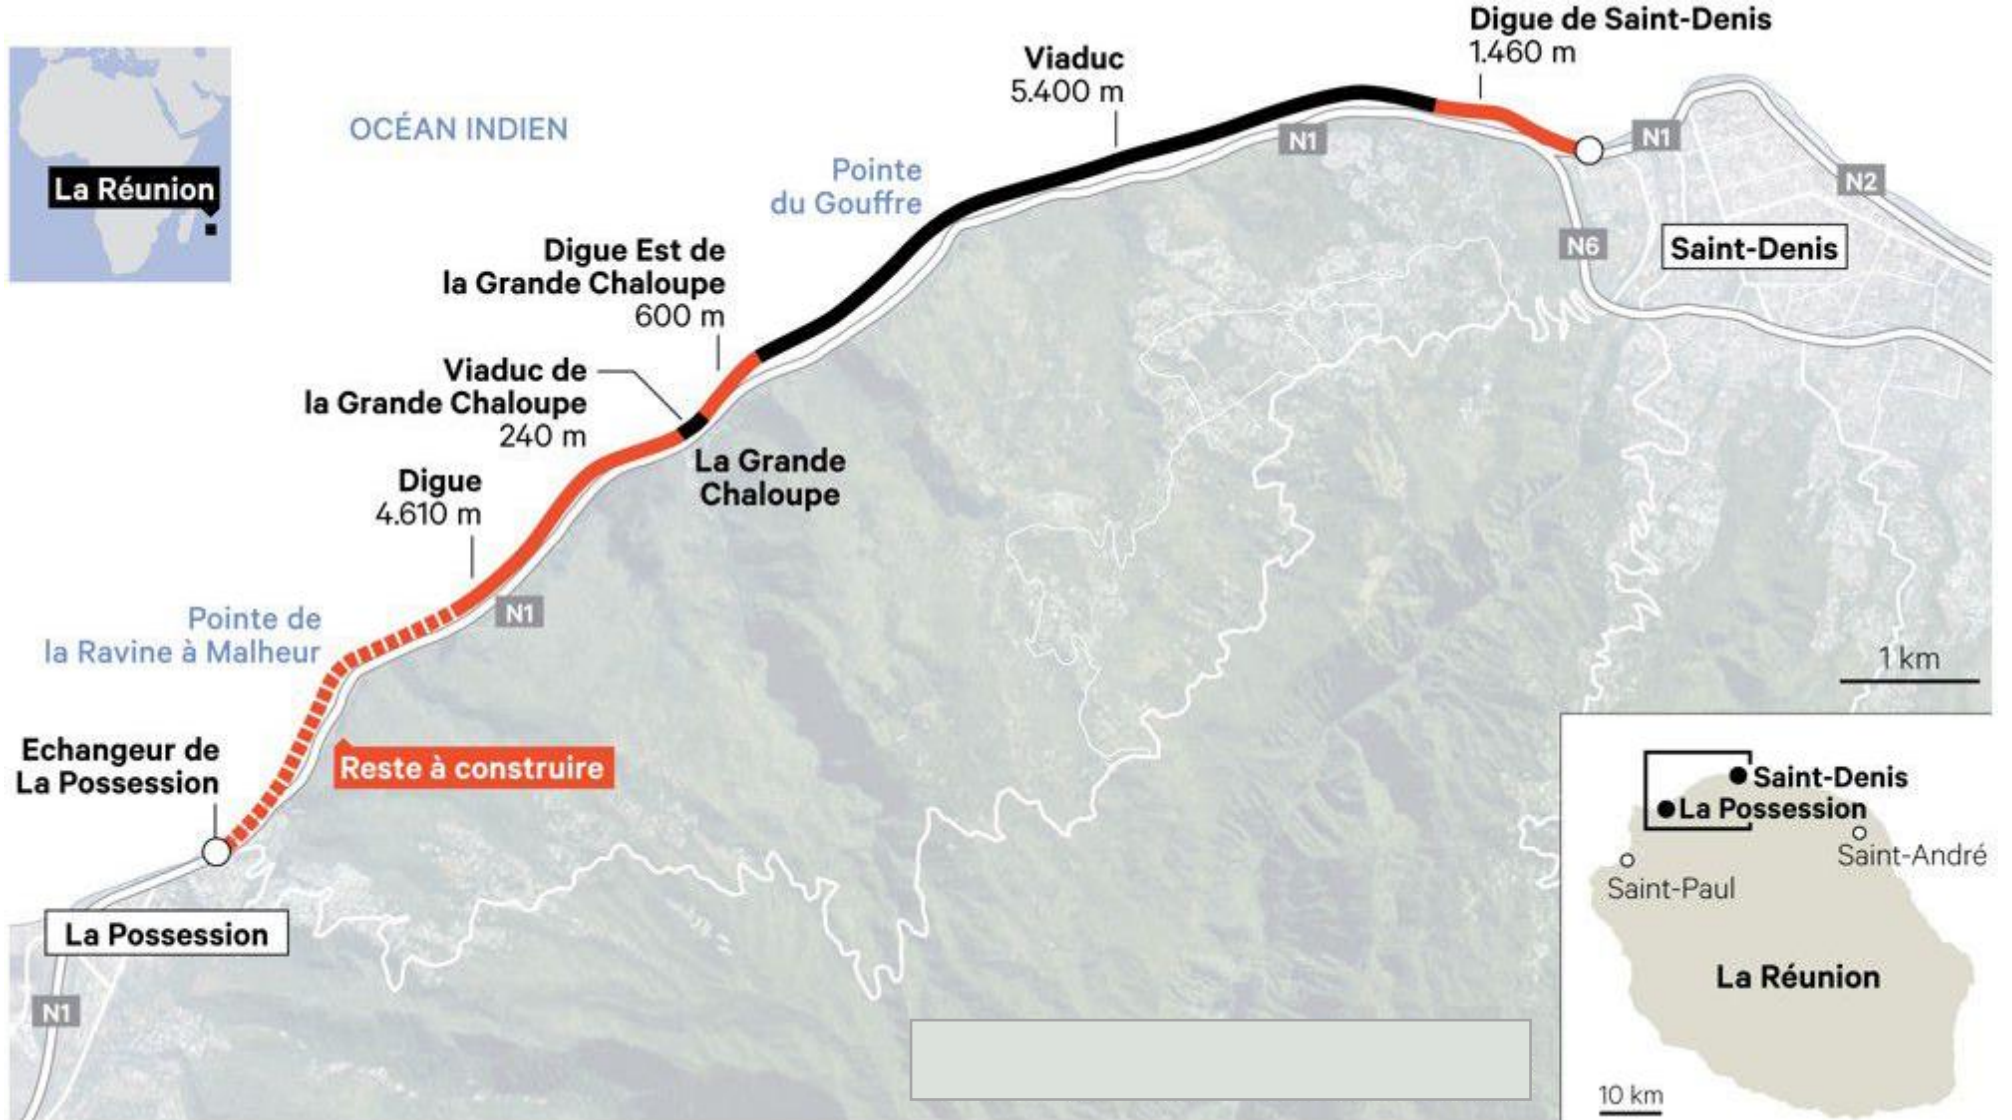 Digue de Saint-Denis
1.460 m
Viaduc
5.400 m
OCÉAN INDIEN
N1
N1
Pointe
du Gouffre
N2
La Réunion
Digue Est de
la Grande Chaloupe
600 m
N6
Saint-Denis
Viaduc de
la Grande Chaloupe
240 m
La Grande
Chaloupe
Digue
4.610 m
N1
Pointe de
la Ravine à Malheur
1 km
Echangeur de
La Possession
Reste à construire
Saint-Denis
La Possession
Saint-André
Saint-Paul
La Possession
La Réunion
N1
10 km